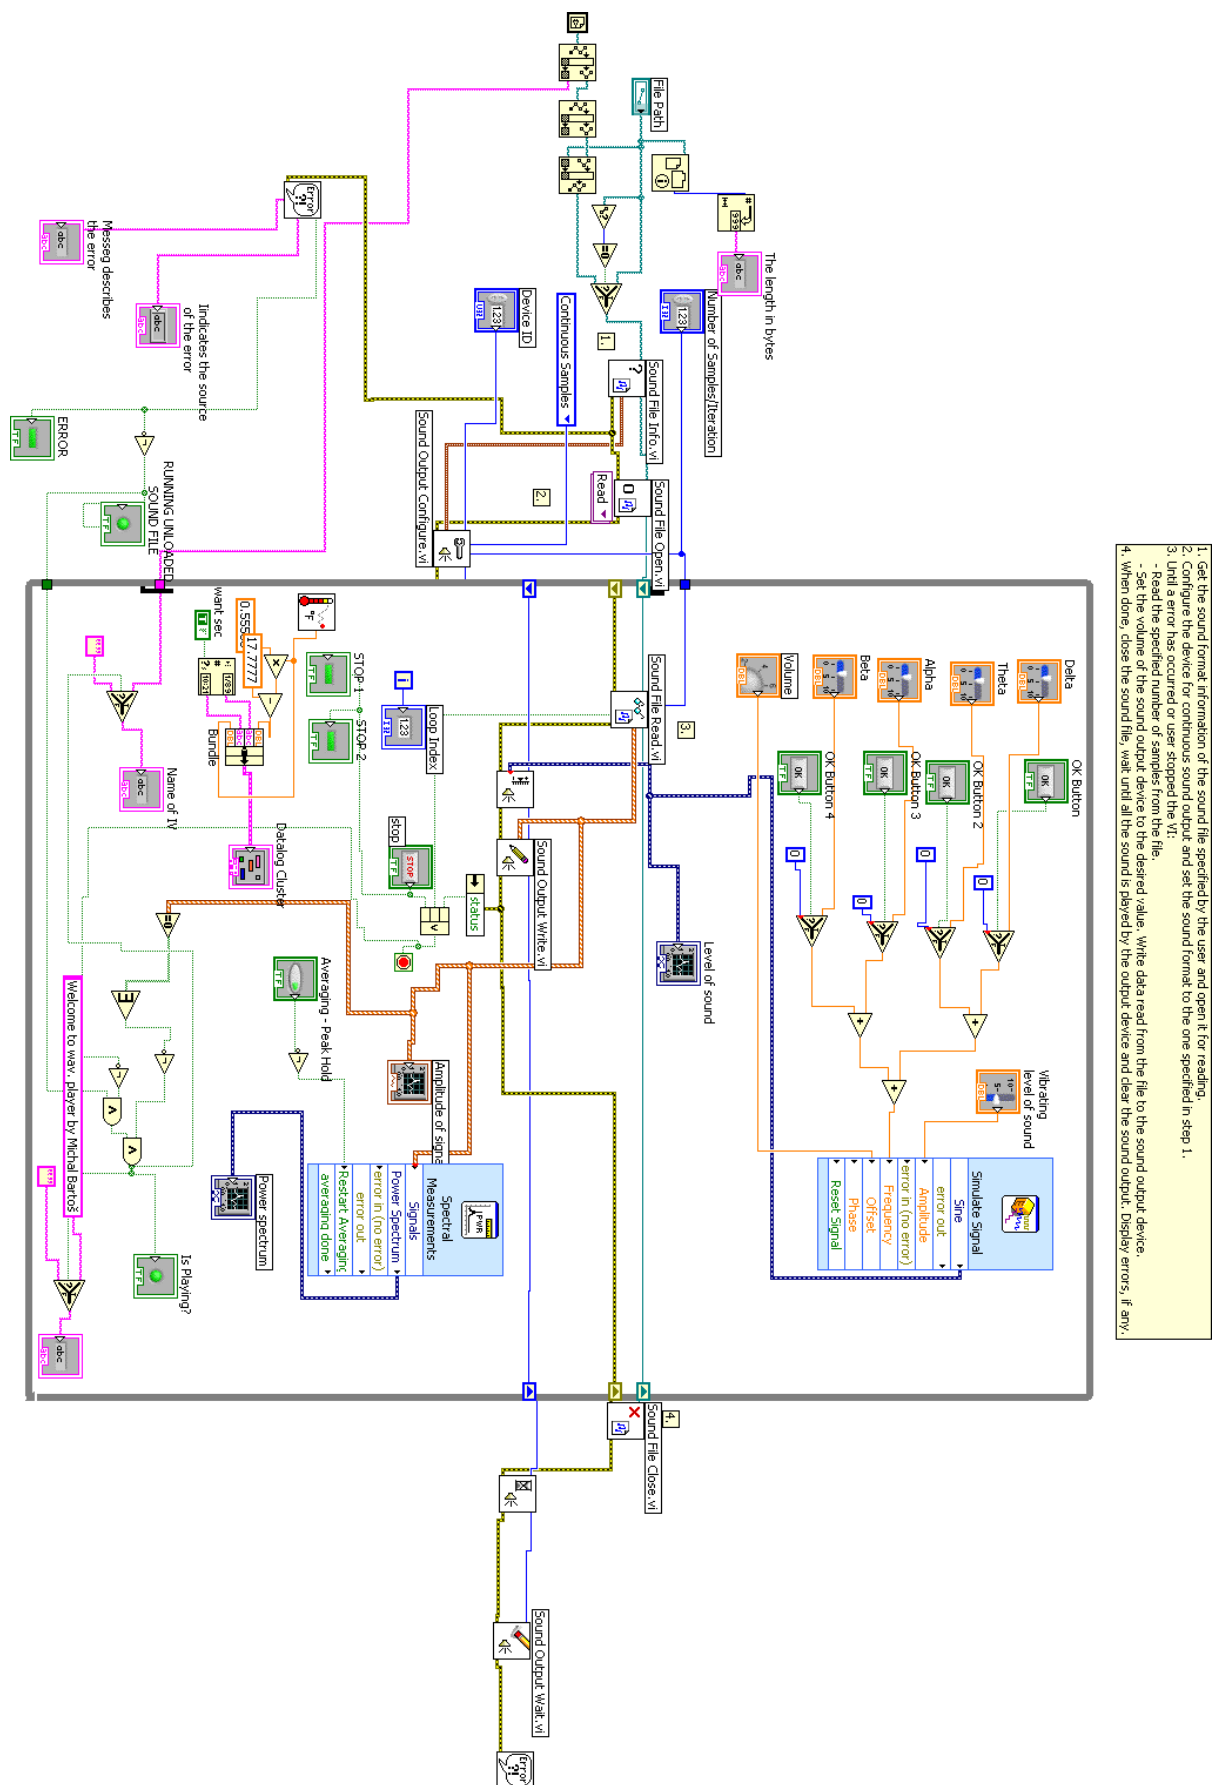 1. Get the sound format information of the sound file specified by the user and open it for reading.
2. Configure the device for continuous sound output and set the sound format to the one specified in step 1.
3. Until a error has occurred or user stopped the VI:
- Read the specified number of samples from the file.
- Set the volume of the sound output device to the desired value. Write data read from the file to the sound output device.
4. When done, close the sound file, wait until all the sound is played by the output device and clear the sound output. Display errors, if any.
File Path
The length in bytes
Number of Samples/Iteration
Device ID
Continuous Samples
1.
Sound File Info.vi
Sound File Open.vi
Read
2.
Sound Output Configure.vi
Error
?!
Messeg describes
the error
Iindicates the source
of the error
ERROR
RUNNING UNLOADED
SOUND FILE
Delta
Theta
Alpha
Beta
Volume
OK Button
OK Button 2
OK Button 3
OK Button 4
Vibrating
level of sound
Simulate Signal
Sine
error out
Amplitude
error in (no error)
Frequency
Offset
Phase
Reset Signal
3.
Sound File Read.vi
Level of sound
Sound Output Write.vi
status
stop
STOP
Loop Index
STOP 1
STOP 2
°F
17.7777
want sec
Bundle
Datalog Cluster
Name of IV
Averaging - Peak Hold
Amplitude of signa
Spectral
Measurements
Signals
Power Spectrum
error in (no error)
error out
Restart Averaging
averaging done
Power spectrum
Is Playing?
Welcome to wav. player by Michal Bartoš
4.
Sound File Close.vi
Sound Output Wait.vi
Error
?!